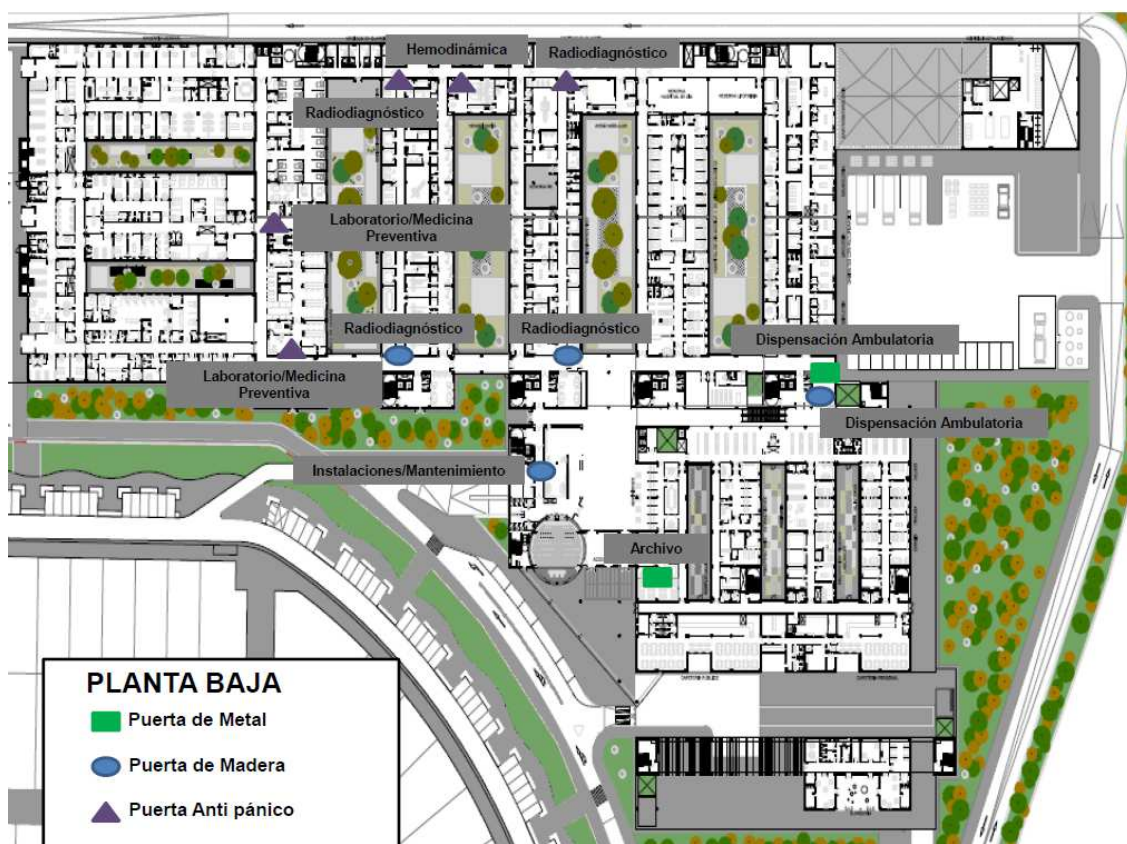 Hemodinámica
Radiodiagnóstico
Radiodiagnóstico
Laboratorio/Medicina
Preventiva
Radiodiagnóstico
Radiodiagnóstico
Dispensación Ambulatoria
Laboratorio/Medicina
Preventiva
Dispensación Ambulatoria
Instalaciones/Mantenimiento
Archivo
PLANTA BAJA
Puerta de Metal
Puerta de Madera
Puerta Anti pánico